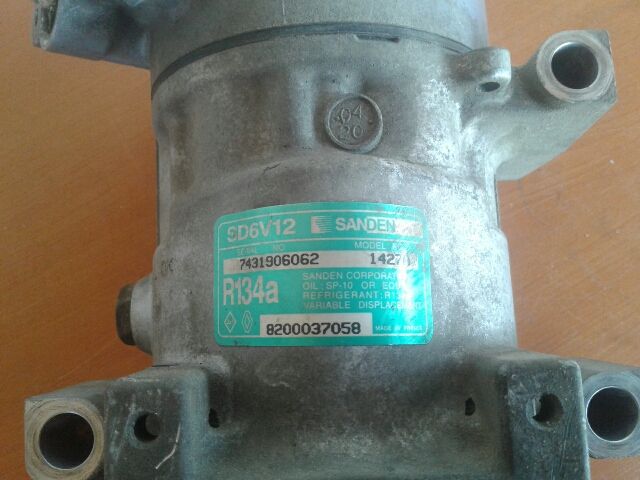 04
20
SD6V12 SANDEN
SERIAL NO MODEL
7431906062
R134a
SANDEN CORPORATION
OIL: SP-10 OR
REFRIGERANT:
VARIABLE DISPLACEMENT
8200037058 MADE IN FRANCE